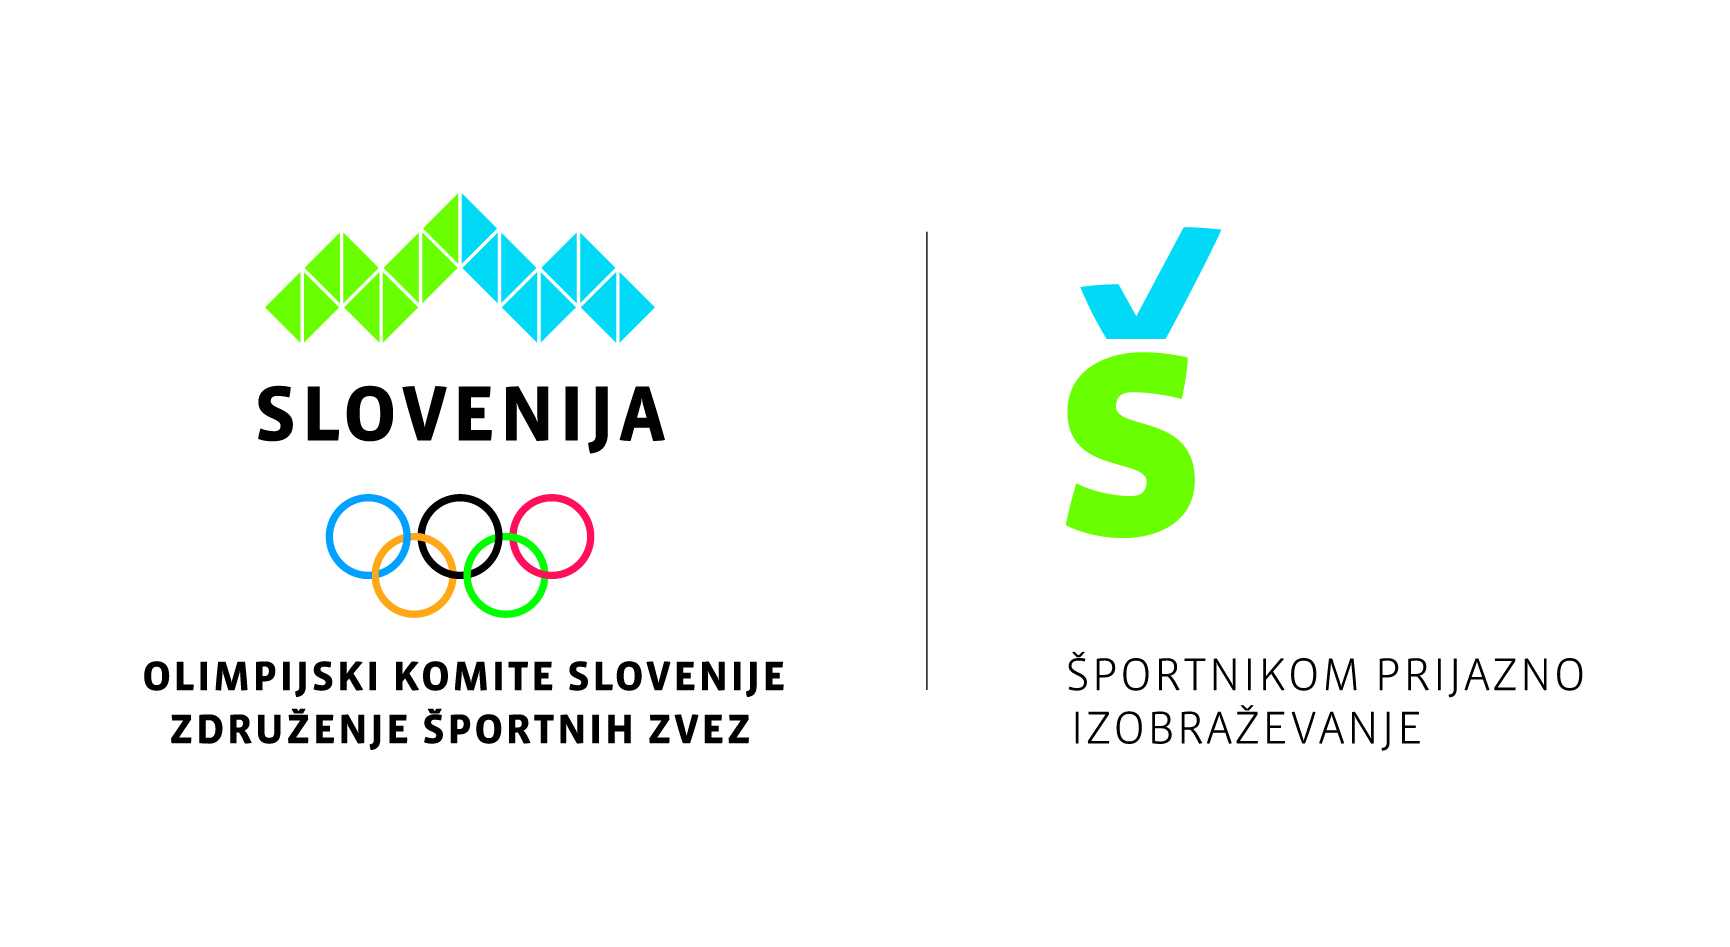 SLOVENIJA
OLIMPIJSKI KOMITE SLOVENIJE
ZDRUŽENJE ŠPORTNIH ZVEZ
Š
ŠPORTNIKOM PRIJAZNO
IZOBRAŽEVANJE